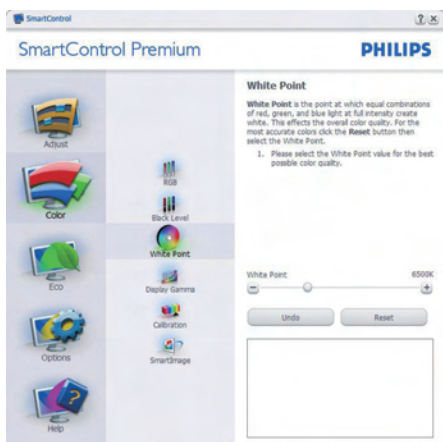 SmartControl
SmartControl Premium
PHILIPS
Adjust
Color
Eco
Options
Help
RGB
Black Level
White Point
Display Gamma
Calibration
SmartImage
White Point
White Point is the point at which equal combinations
of red, green, and blue light at full intensity create
white. This effects the overall color quality. For the
most accurate colors click the Reset button then
select the White Point.
1. Please select the White Point value for the best
possible color quality.
White Point 6500K
Undo Reset